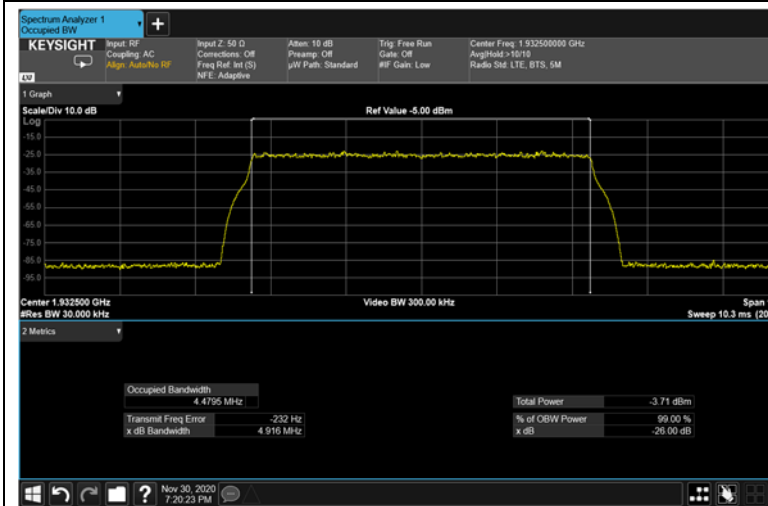 Spectrum Analyzer 1
Occupied BW
+
KEYSIGHT
Input: RF
Coupling: AC
Align: Auto/No RF
Input Z: 50 Ω
Corrections: Off
Freq Ref: Int (S)
NFE: Adaptive
Atten: 10 dB
Preamp: Off
µW Path: Standard
Trig: Free Run
Gate: Off
#IF Gain: Low
Center Freq: 1.932500000 GHz
Avg|Hold:>10/10
Radio Std: LTE, BTS, 5M
LXI
1 Graph
Scale/Div 10.0 dB
Ref Value -5.00 dBm
Log
-15.0
-25.0
-35.0
-45.0
-55.0
-65.0
-75.0
-85.0
-95.0
Center 1.932500 GHz
Video BW 300.00 kHz
Span
#Res BW 30.000 kHz
Sweep 10.3 ms (20
2 Metrics
Occupied Bandwidth
4.4795 MHz
Total Power -3.71 dBm
Transmit Freq Error -232 Hz
% of OBW Power 99.00 %
x dB Bandwidth 4.916 MHz
x dB -26.00 dB
?
Nov 30, 2020
7:20:23 PM